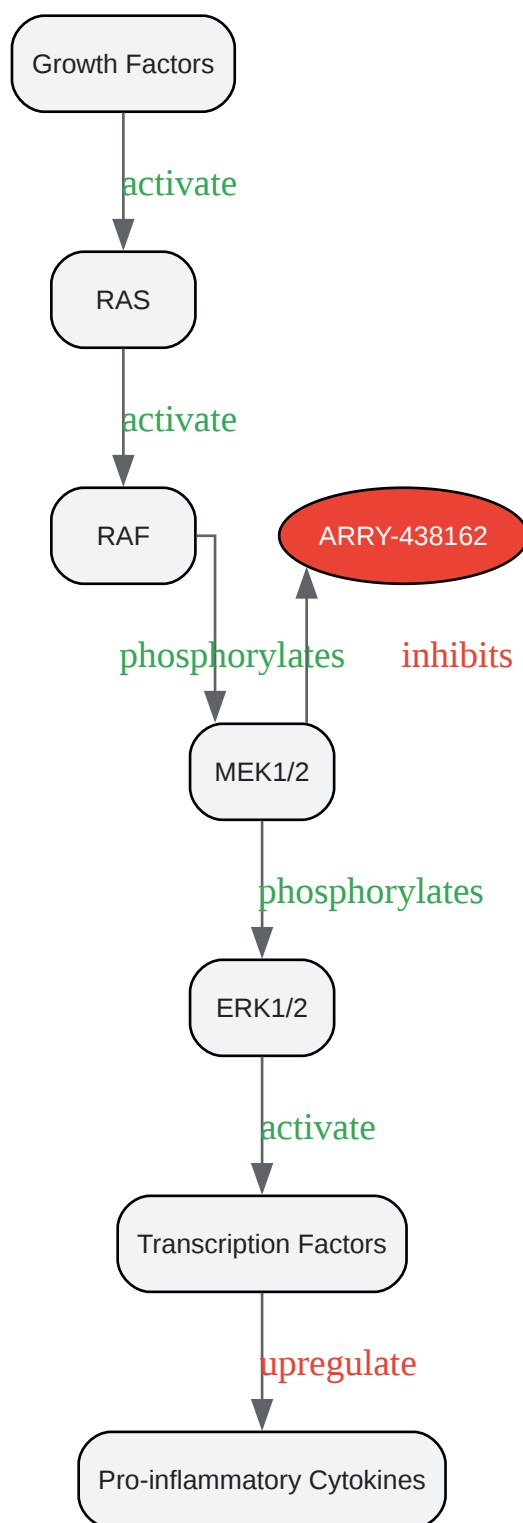 Growth Factors
activate
RAS
activate
RAF
ARRY-438162
phosphorylates
inhibits
MEK1/2
phosphorylates
ERK1/2
activate
Transcription Factors
upregulate
Pro-inflammatory Cytokines